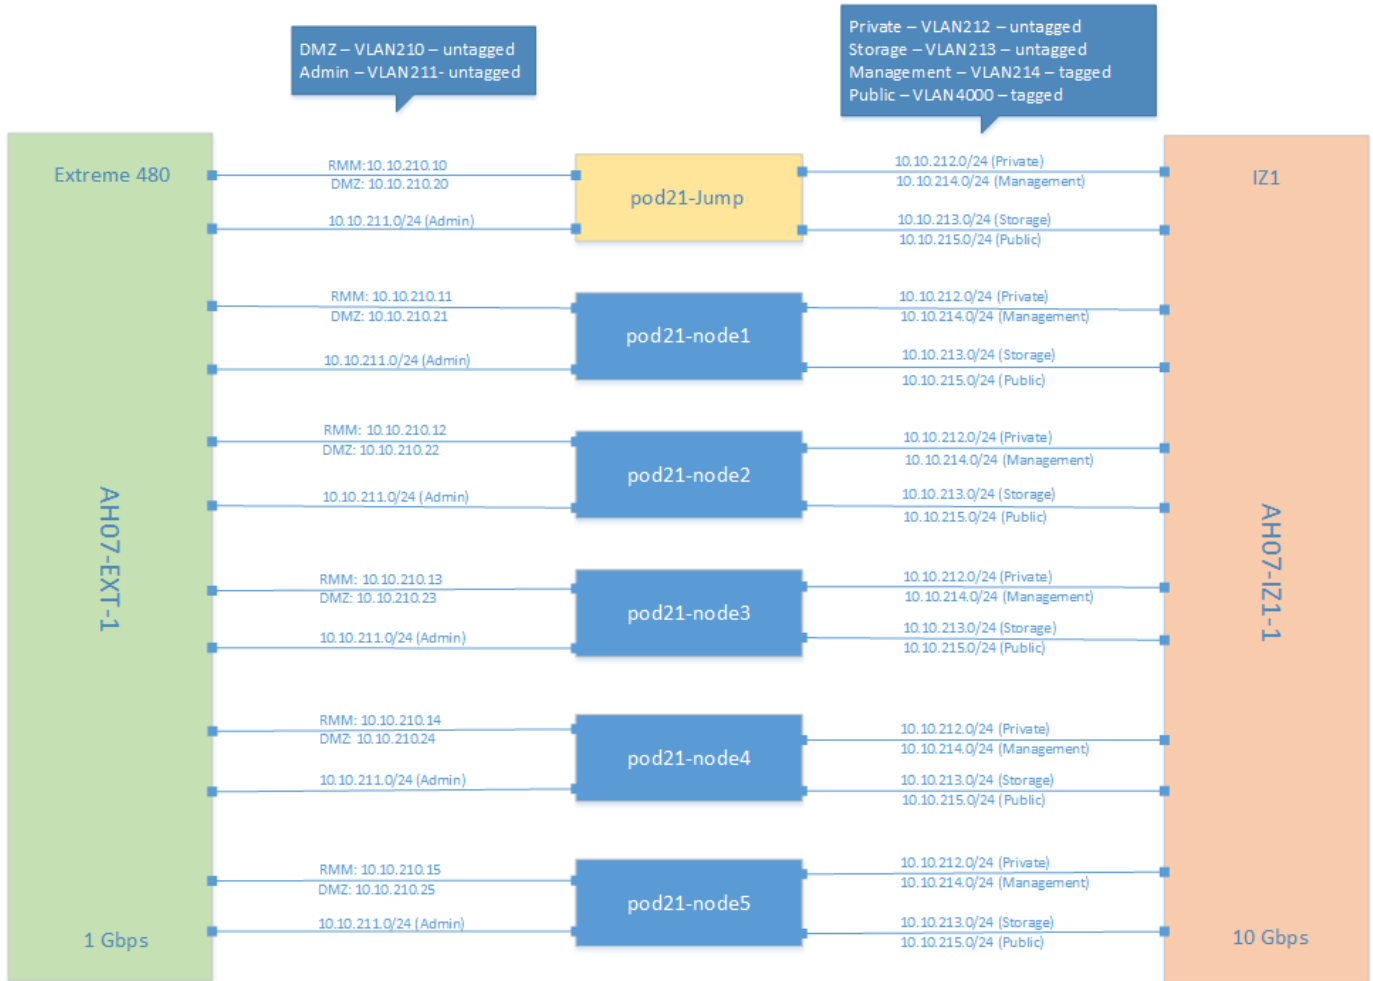 DMZ – VLAN210 – untagged
Admin – VLAN211- untagged
Private – VLAN212 – untagged
Storage – VLAN213 – untagged
Management – VLAN214 – tagged
Public – VLAN4000 – tagged
Extreme 480
AH07-EXT-1
1 Gbps
RMM:10.10.210.10
DMZ: 10.10.210.20
10.10.211.0/24 (Admin)
pod21-Jump
10.10.212.0/24 (Private)
10.10.214.0/24 (Management)
10.10.213.0/24 (Storage)
10.10.215.0/24 (Public)
RMM: 10.10.210.11
DMZ: 10.10.210.21
10.10.211.0/24 (Admin)
pod21-node1
10.10.212.0/24 (Private)
10.10.214.0/24 (Management)
10.10.213.0/24 (Storage)
10.10.215.0/24 (Public)
RMM: 10.10.210.12
DMZ: 10.10.210.22
10.10.211.0/24 (Admin)
pod21-node2
10.10.212.0/24 (Private)
10.10.214.0/24 (Management)
10.10.213.0/24 (Storage)
10.10.215.0/24 (Public)
RMM: 10.10.210.13
DMZ: 10.10.210.23
10.10.211.0/24 (Admin)
pod21-node3
10.10.212.0/24 (Private)
10.10.214.0/24 (Management)
10.10.213.0/24 (Storage)
10.10.215.0/24 (Public)
RMM: 10.10.210.14
DMZ: 10.10.210.24
10.10.211.0/24 (Admin)
pod21-node4
10.10.212.0/24 (Private)
10.10.214.0/24 (Management)
10.10.213.0/24 (Storage)
10.10.215.0/24 (Public)
RMM: 10.10.210.15
DMZ: 10.10.210.25
10.10.211.0/24 (Admin)
pod21-node5
10.10.212.0/24 (Private)
10.10.214.0/24 (Management)
10.10.213.0/24 (Storage)
10.10.215.0/24 (Public)
IZ1
AH07-IZ1-1
10 Gbps